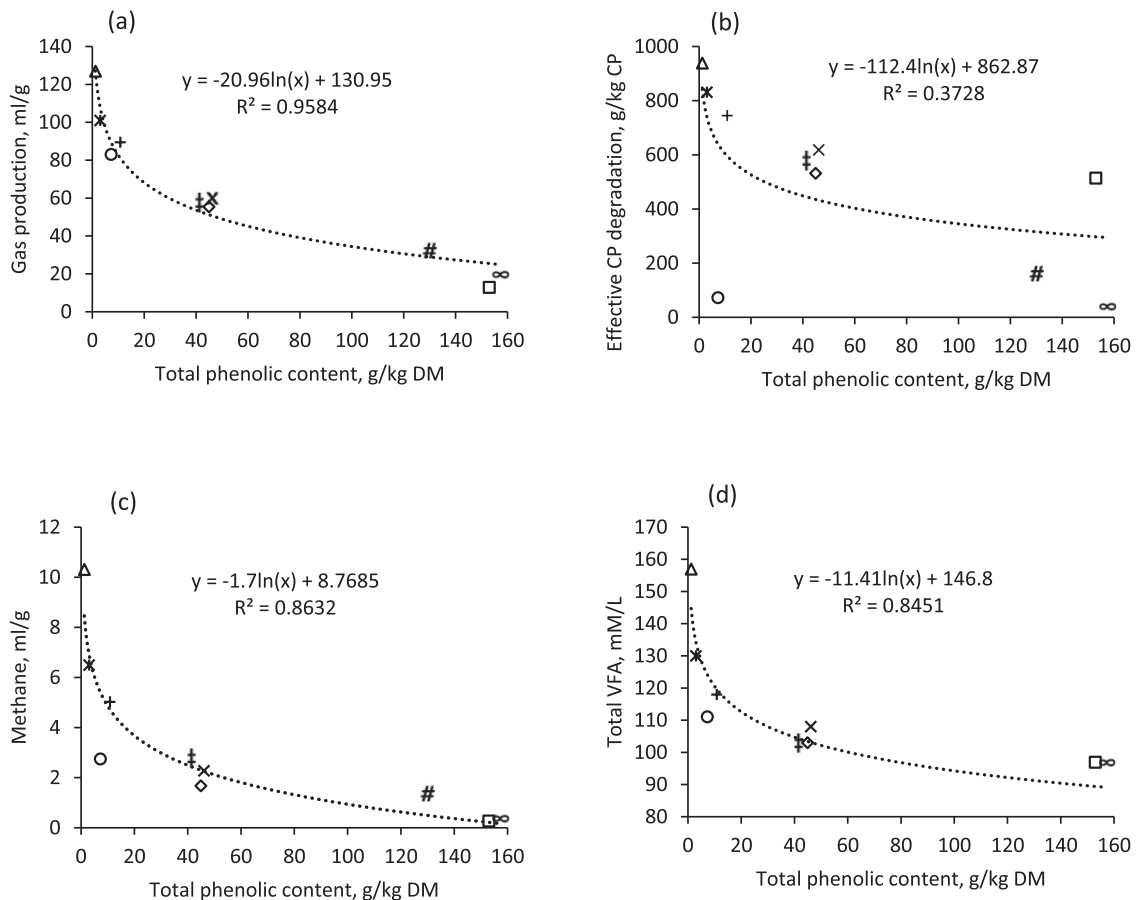 (a)
Gas production, ml/g
140
120
100
80
60
40
20
0
y = -20.96ln(x) + 130.95
R² = 0.9584
#
∞
0 20 40 60 80 100 120 140 160
Total phenolic content, g/kg DM
(b)
Effective CP degradation, g/kg CP
1000
800
600
400
200
0
y = -112.4ln(x) + 862.87
R² = 0.3728
#
∞
0 20 40 60 80 100 120 140 160
Total phenolic content, g/kg DM
(c)
Methane, ml/g
12
10
8
6
4
2
0
y = -1.7ln(x) + 8.7685
R² = 0.8632
#
∞
0 20 40 60 80 100 120 140 160
Total phenolic content, g/kg DM
(d)
Total VFA, mM/L
170
160
150
140
130
120
110
100
90
80
y = -11.41ln(x) + 146.8
R² = 0.8451
∞
0 20 40 60 80 100 120 140 160
Total phenolic content, g/kg DM